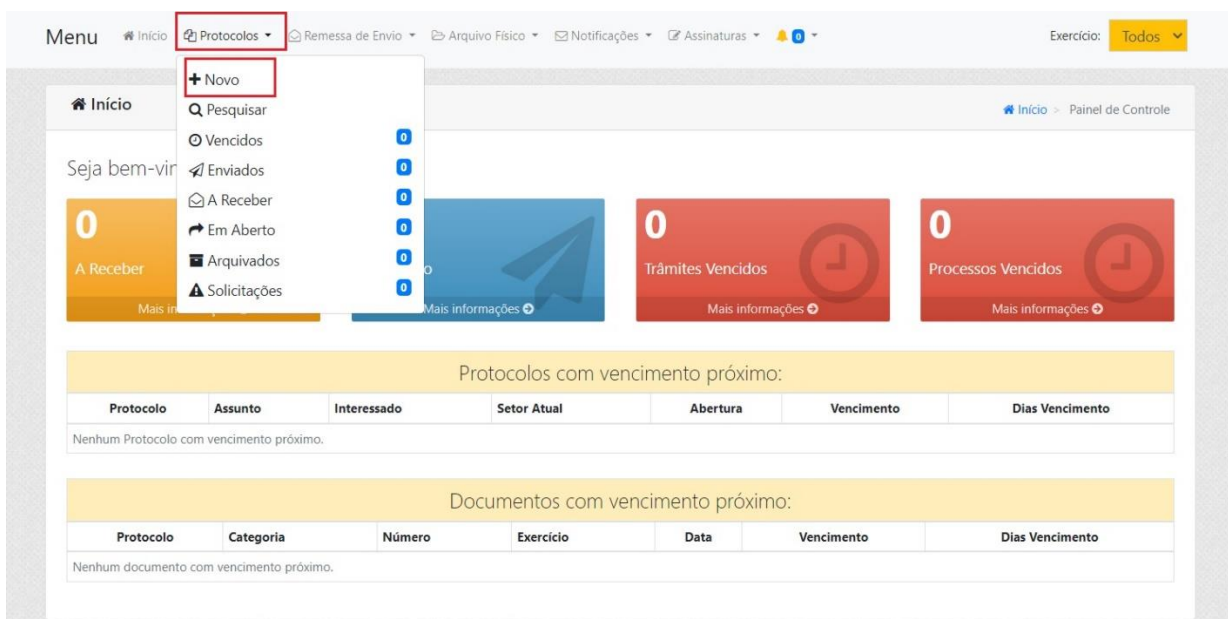 Menu Início Protocolos Remessa de Envio Arquivo Físico Notificações Assinaturas 0 Exercício: Todos
Novo
Início Início > Painel de Controle
Pesquisar
Vencidos 0
Seja bem-vin
Enviados 0
A Receber 0
Em Aberto 0
Arquivados 0
Solicitações 0
0 0 0
A Receber o Trâmites Vencidos Processos Vencidos
Mais in Mais informações Mais informações Mais informações
Protocolos com vencimento próximo:
Protocolo Assunto Interessado Setor Atual Abertura Vencimento Dias Vencimento
Nenhum Protocolo com vencimento próximo.
Documentos com vencimento próximo:
Protocolo Categoria Número Exercício Data Vencimento Dias Vencimento
Nenhum documento com vencimento próximo.